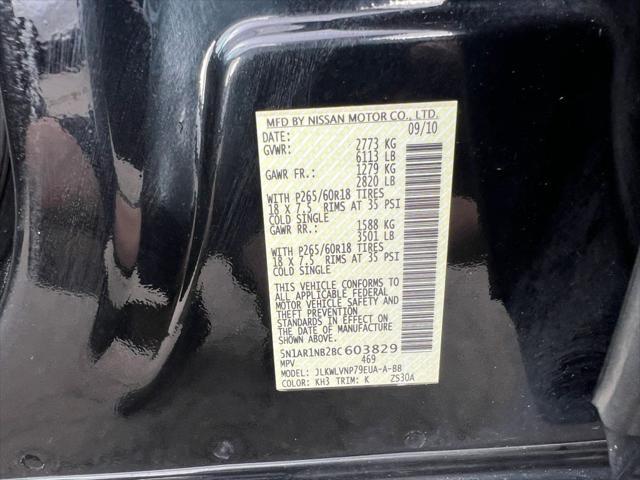 MFD BY NISSAN MOTOR CO., LTD.
DATE: 09/10
GVWR: 2773 KG
6113 LB
GAWR FR.: 1279 KG
2820 LB
WITH P265/60R18 TIRES
18 X 7.5 RIMS AT 35 PSI
COLD SINGLE
GAWR RR.: 1588 KG
3501 LB
WITH P265/60R18 TIRES
18 X 7.5 RIMS AT 35 PSI
COLD SINGLE
THIS VEHICLE CONFORMS TO
ALL APPLICABLE FEDERAL
MOTOR VEHICLE SAFETY AND
THEFT PREVENTION
STANDARDS IN EFFECT ON
THE DATE OF MANUFACTURE
SHOWN ABOVE.
5N1AR1NB2BC603829
MPV 469
MODEL: JLKWLVNP79EUA-A-BB
COLOR: KH3 TRIM: K ZS30A